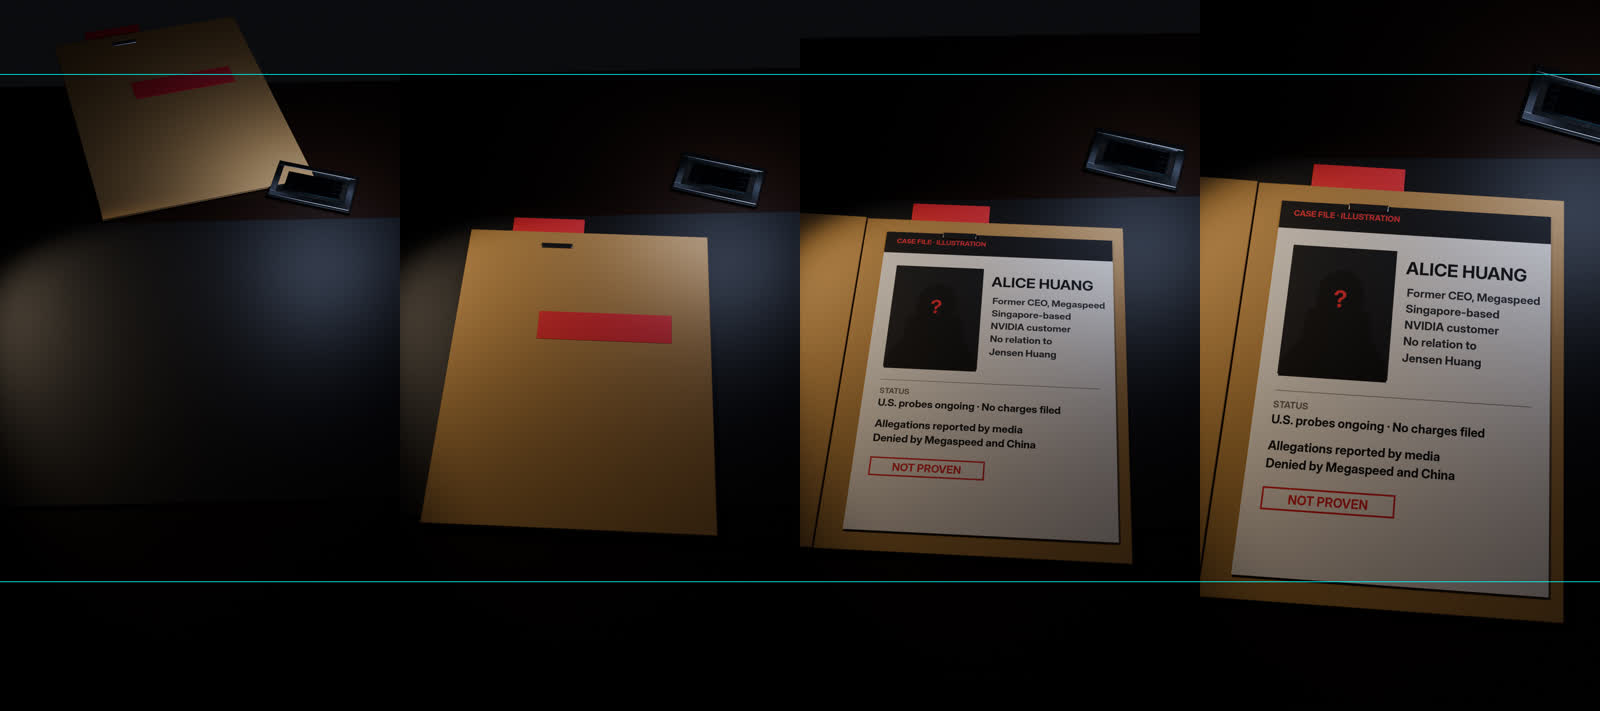 CASE FILE · ILLUSTRATION
?
ALICE HUANG
Former CEO, Megaspeed
Singapore-based
NVIDIA customer
No relation to
Jensen Huang
STATUS
U.S. probes ongoing · No charges filed
Allegations reported by media
Denied by Megaspeed and China
NOT PROVEN
CASE FILE · ILLUSTRATION
?
ALICE HUANG
Former CEO, Megaspeed
Singapore-based
NVIDIA customer
No relation to
Jensen Huang
STATUS
U.S. probes ongoing · No charges filed
Allegations reported by media
Denied by Megaspeed and China
NOT PROVEN